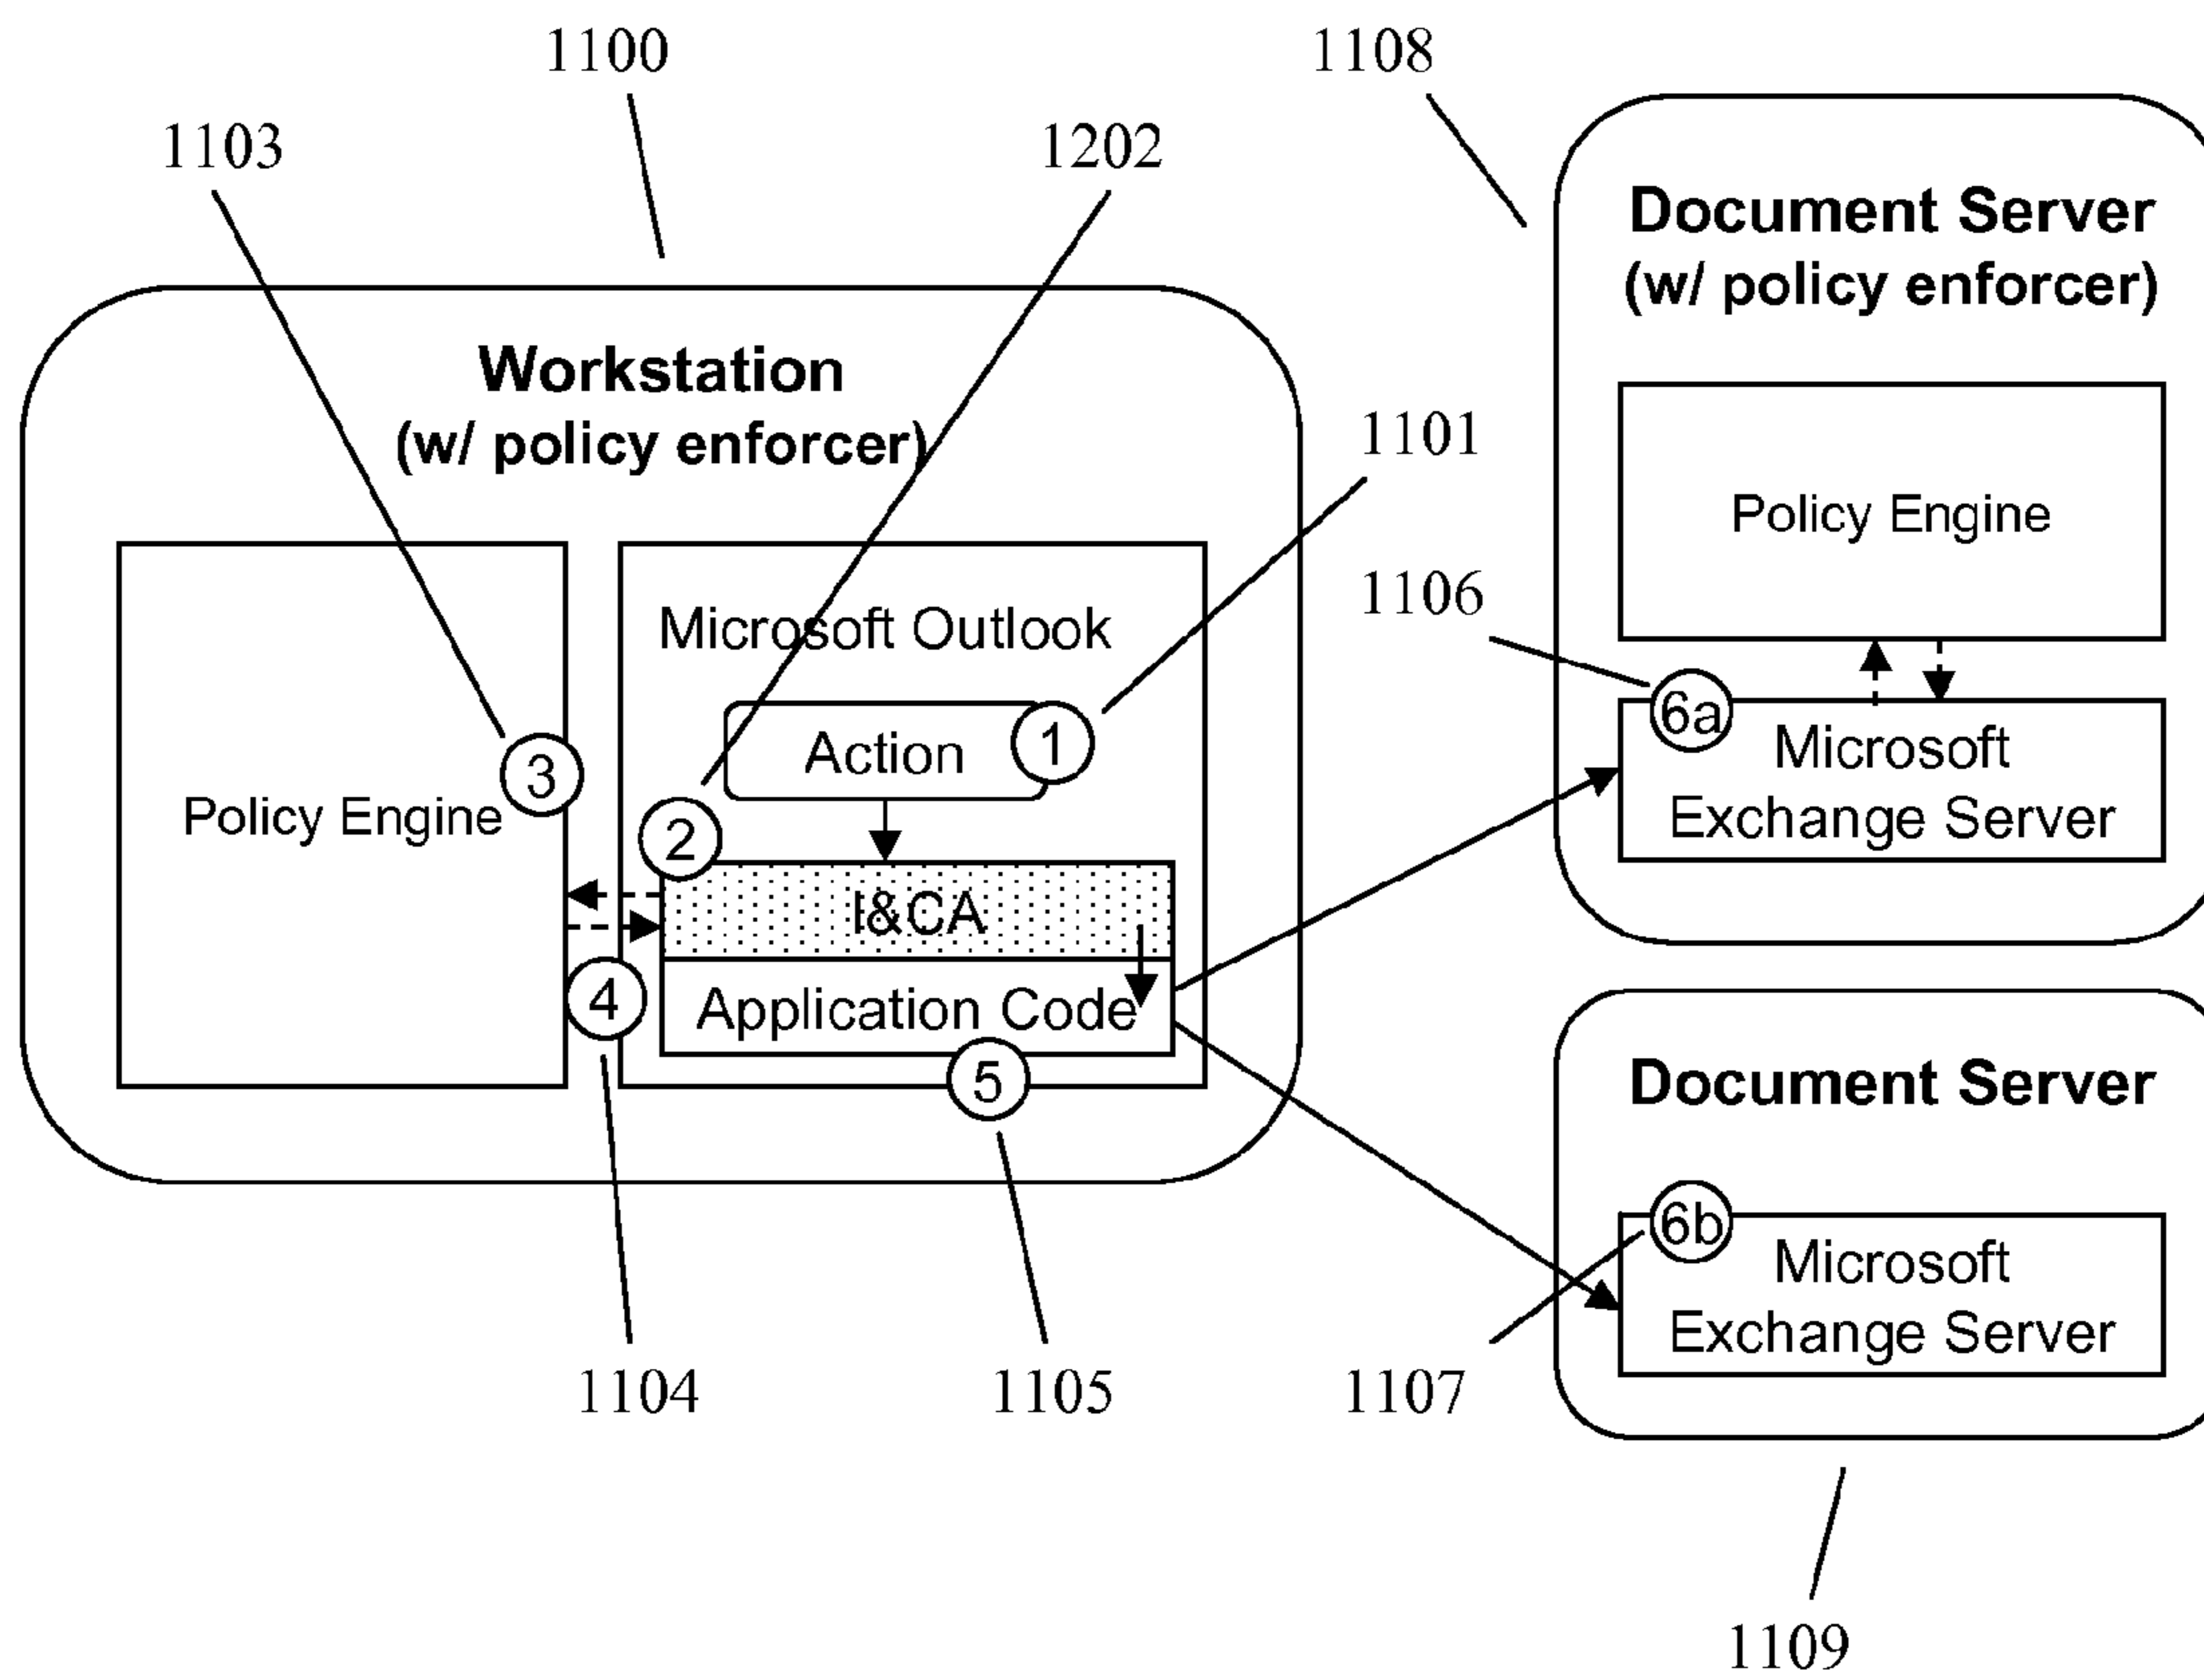 1100
1108
1103
1202
Document Server
(w/ policy enforcer)
Workstation
(w/ policy enforcer)
1101
Policy Engine
1106
Microsoft Outlook
6a
Microsoft
Exchange Server
Action
1
3
Policy Engine
2
I&CA
4
Application Code
5
Document Server
6b
Microsoft
Exchange Server
1104
1105
1107
1109